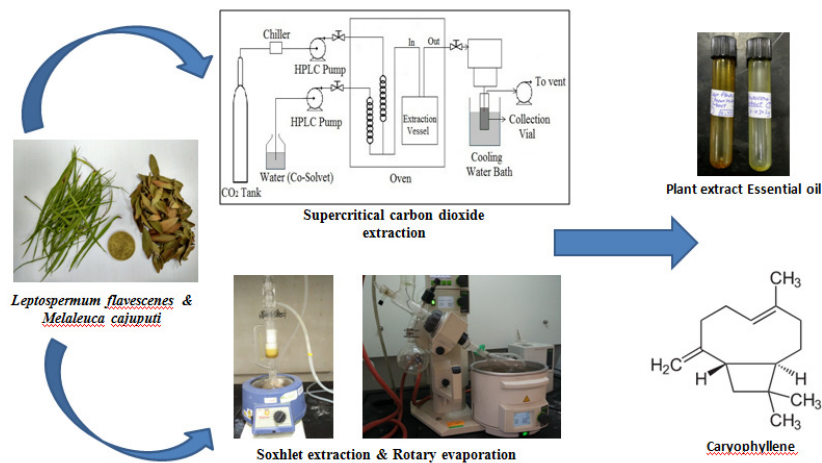 Chiller
HPLC Pump
HPLC Pump
CO₂ Tank
Water (Co-Solvet)
In
Out
Extraction
Vessel
Oven
To vent
Collection
Vial
Cooling
Water Bath
Supercritical carbon dioxide
extraction
Leptospermum flavescenes &
Melaleuca cajuputi
Soxhlet extraction & Rotary evaporation
Plant extract Essential oil
CH₃
H₂C
H
H
CH₃
CH₃
Caryophyllene